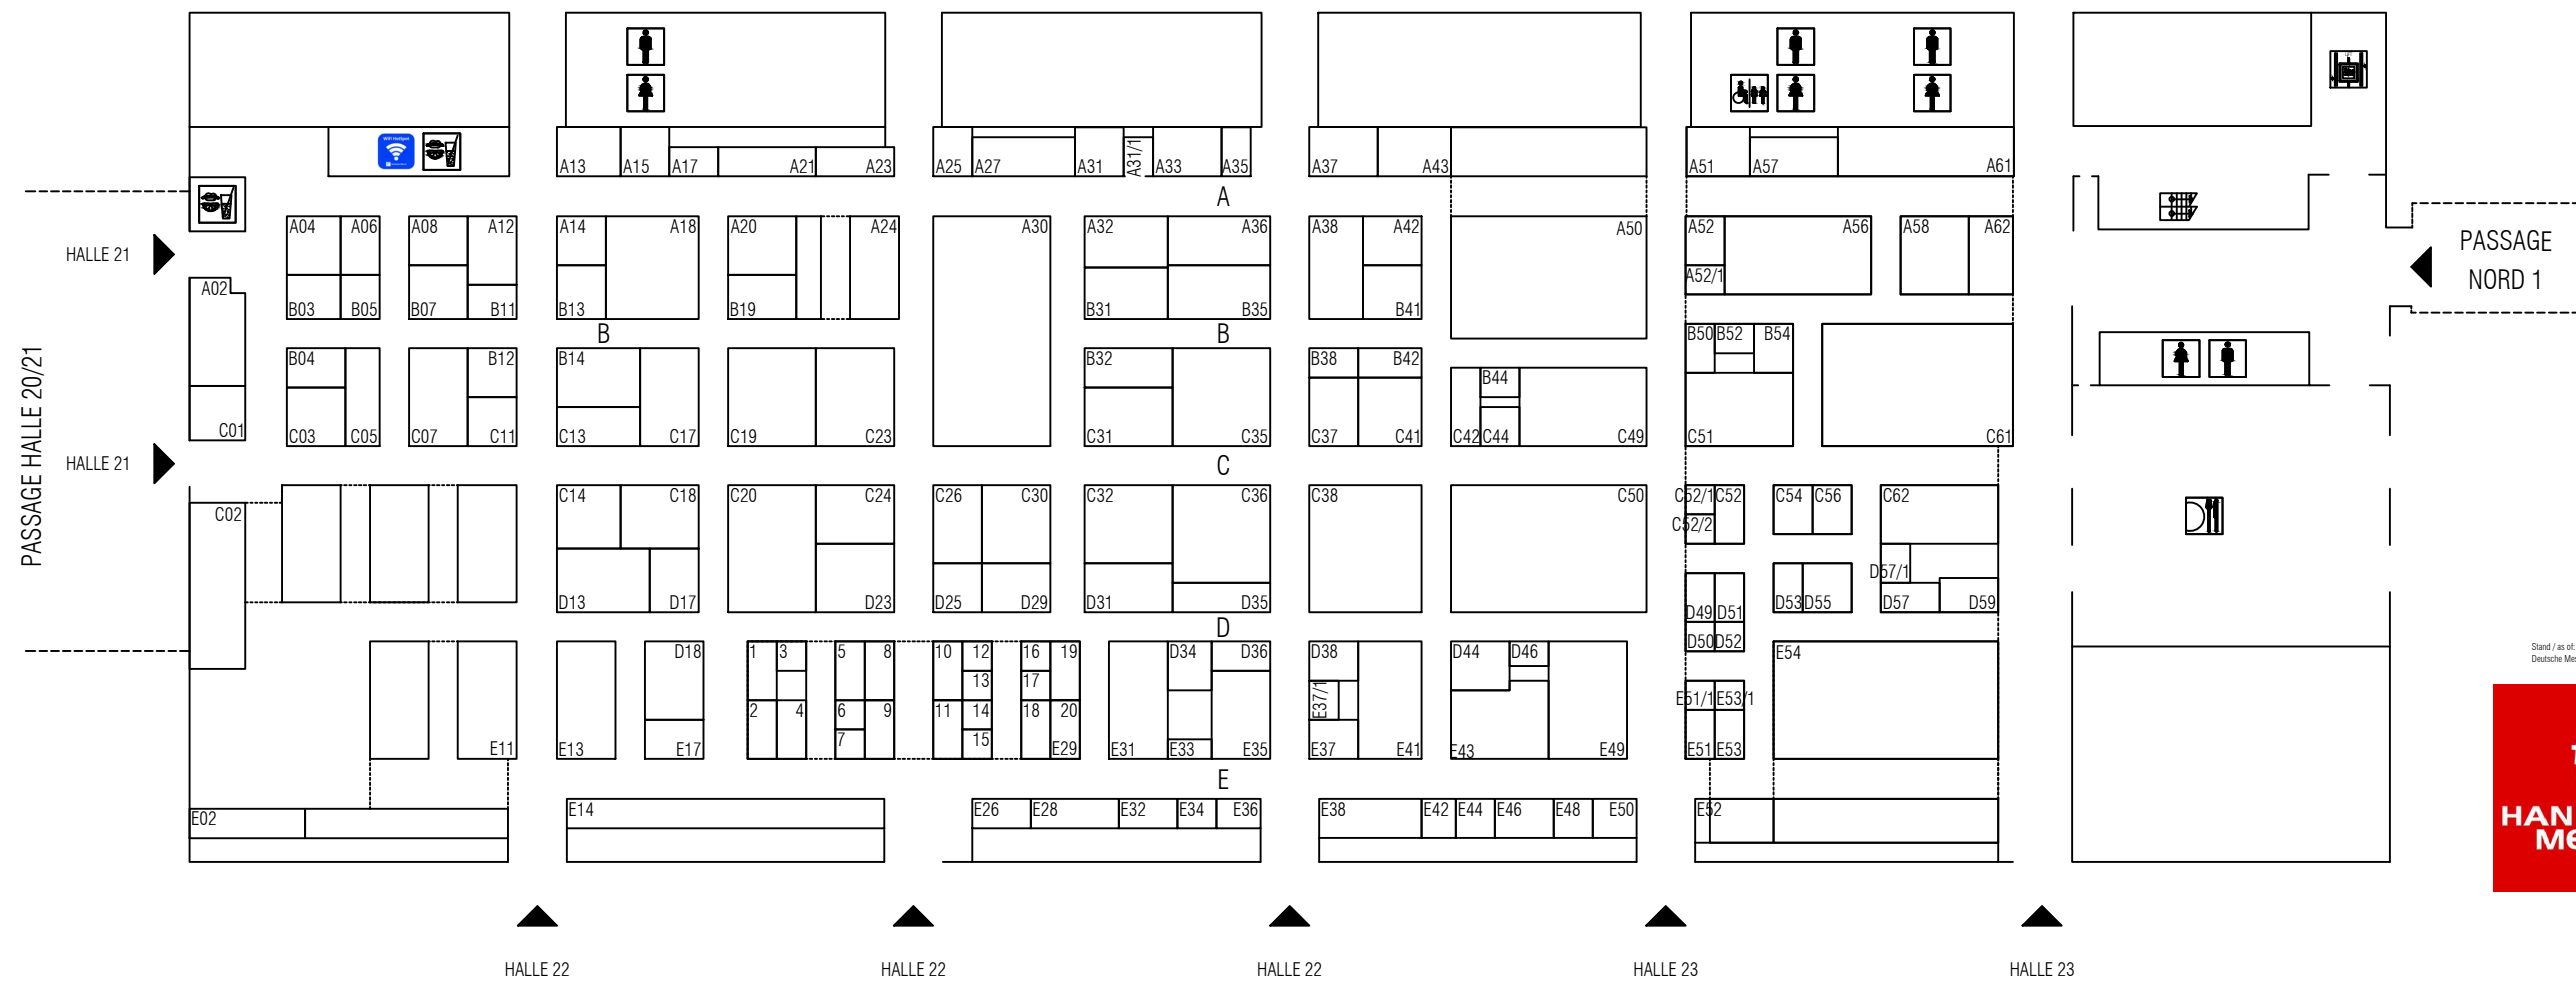 Wifi HotSpot
A13 A15 A17 A21 A23 A25 A27 A31 A31/1 A33 A35 A37 A43 A51 A57 A61
A
HALLE 21
A04 A06 A08 A12 A14 A18 A20 A24 A30 A32 A36 A38 A42 A50 A52 A56 A58 A62
A52/1
PASSAGE
NORD 1
A02
B03 B05 B07 B11 B13 B19 B31 B35 B41
B B
B50 B52 B54
PASSAGE HALLE 20/21
B04 B12 B14 B32 B38 B42
B44
C01 C03 C05 C07 C11 C13 C17 C19 C23 C31 C35 C37 C41 C42 C44 C49 C51 C61
HALLE 21
C
C02 C14 C18 C20 C24 C26 C30 C32 C36 C38 C50 C52/1 C52 C54 C56 C62
C52/2
D57/1
D13 D17 D23 D25 D29 D31 D35 D49 D51 D53 D55 D57 D59
D
D50 D52
D18 1 3 5 8 10 12 16 19 D34 D36 D38 D44 D46 E54
13 17
E37/1 E51/1 E53/1
2 4 6 9 11 14 18 20
7 15
E11 E13 E17 E29 E31 E33 E35 E37 E41 E43 E49 E51 E53
E
E02 E14 E26 E28 E32 E34 E36 E38 E42 E44 E46 E48 E50 E52
Stand / as of:
Deutsche
HAN
HALLE 22
HALLE 22
HALLE 22
HALLE 23
HALLE 23